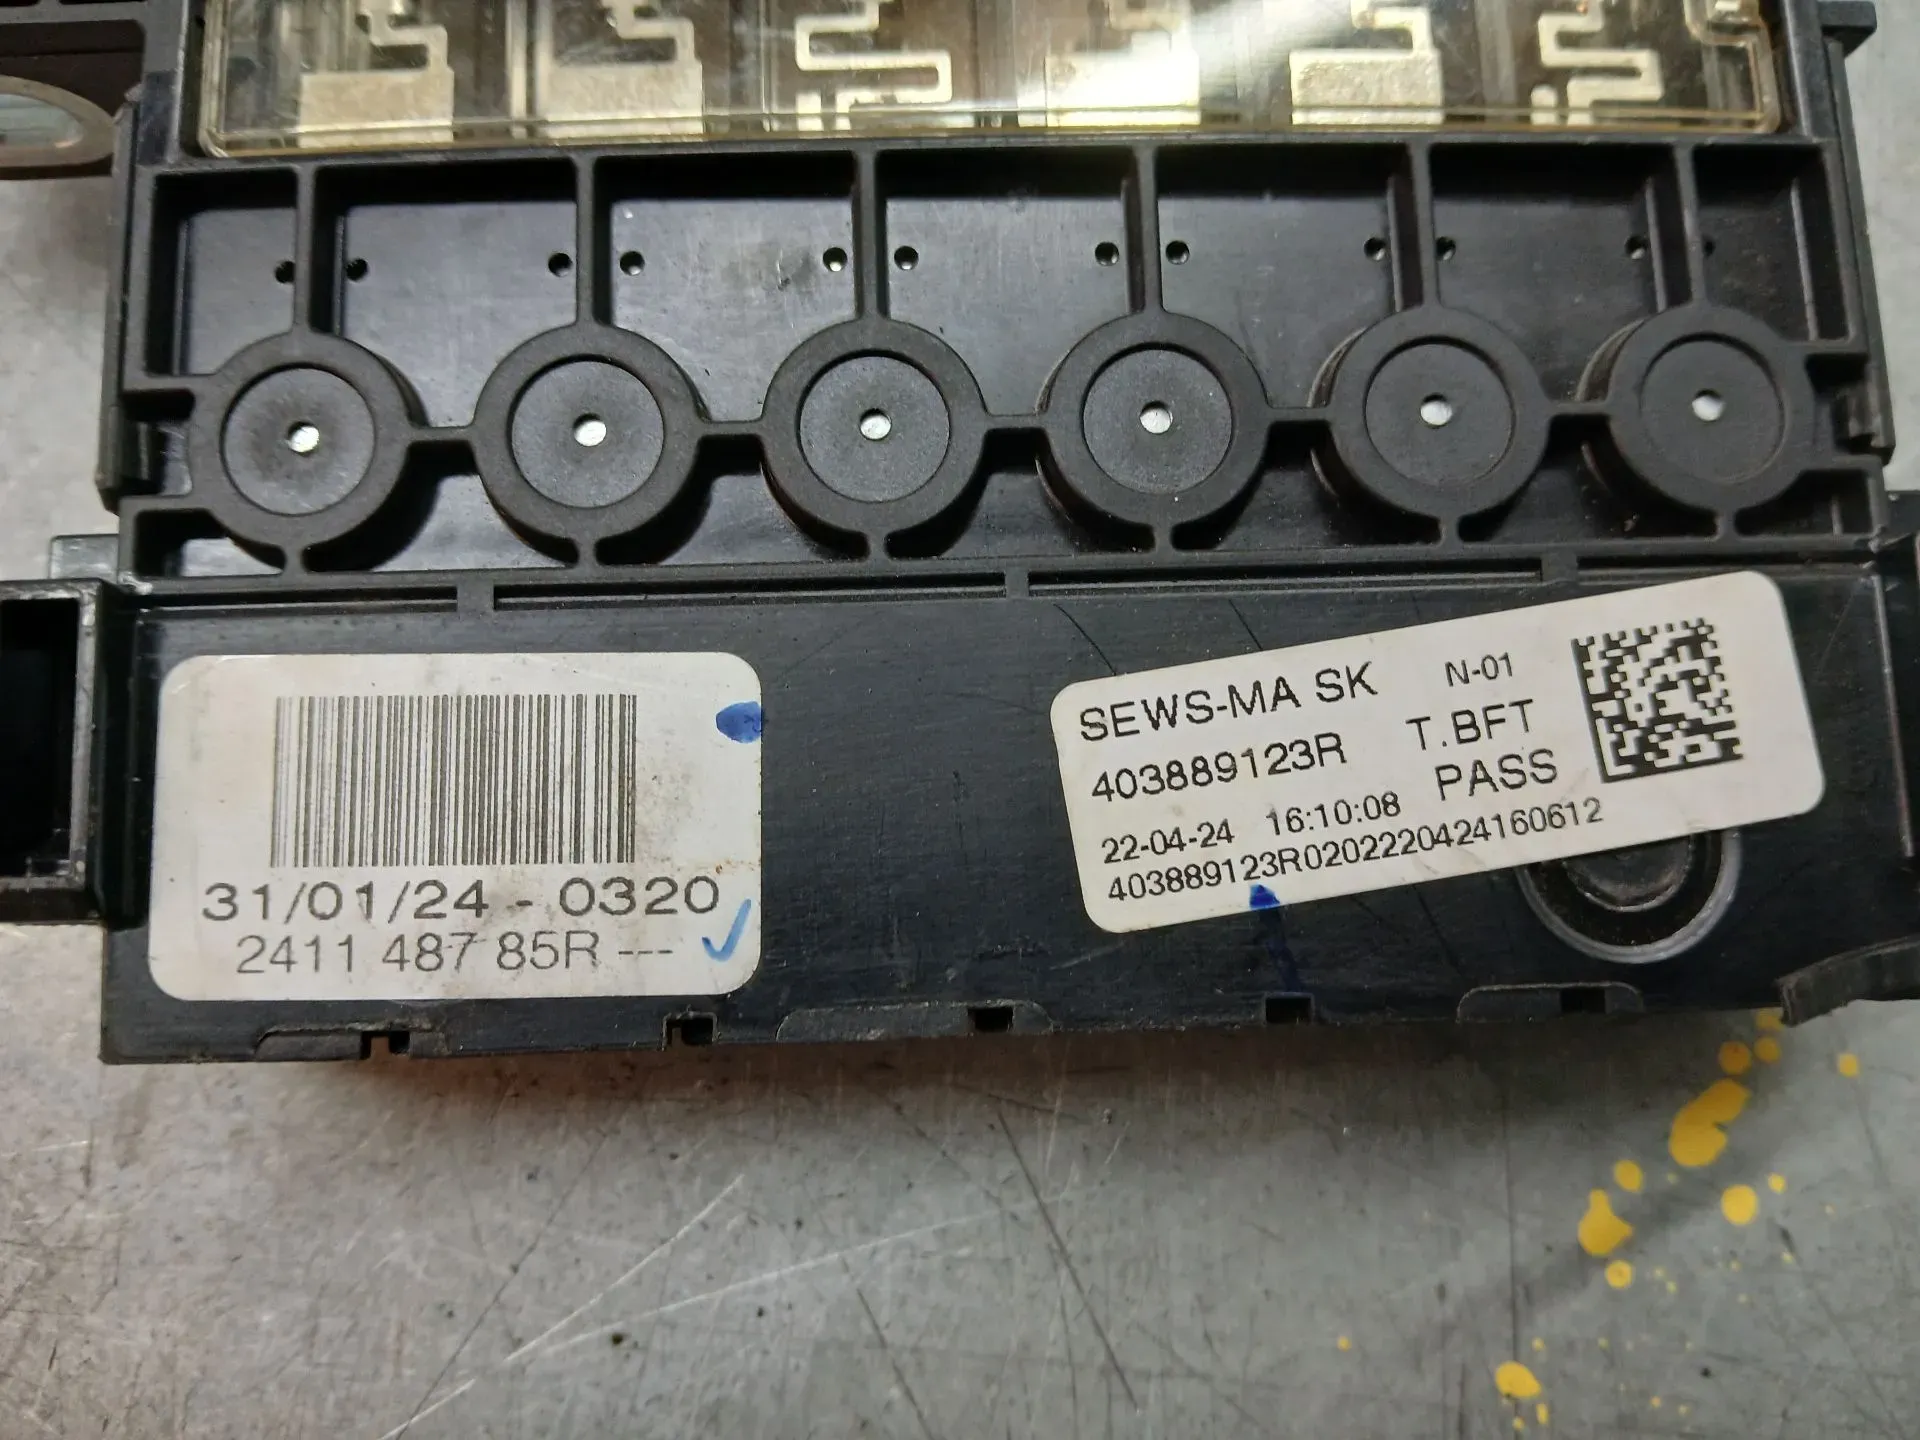 31/01/24 - 0320
2411 487 85R ---
SEWS-MA SK N-01
403889123R T.BFT
PASS
22-04-24 16:10:08
403889123R0202220424160612